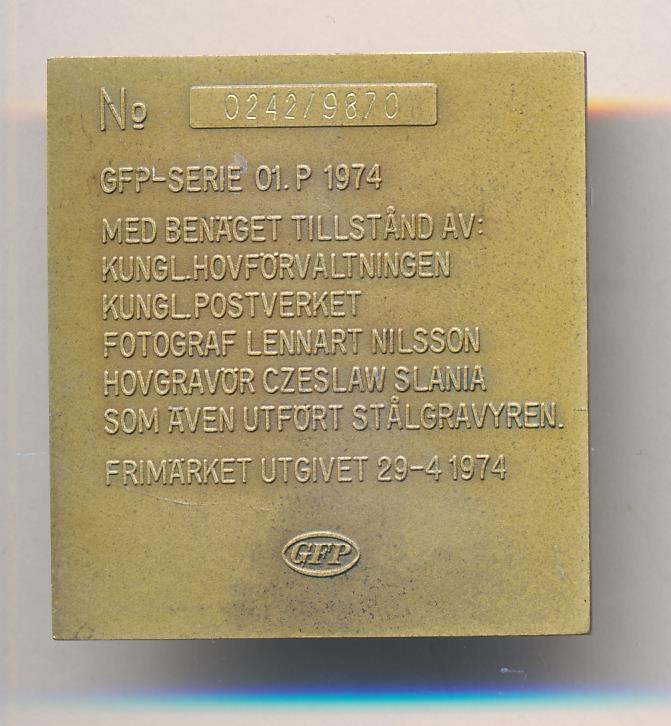 No 0242/9870
GFP-SERIE 01.P 1974
MED BENÄGET TILLSTÅND AV:
KUNGL.HOVFÖRVALTNINGEN
KUNGL.POSTVERKET
FOTOGRAF LENNART NILSSON
HOVGRAVÖR CZESLAW SLANIA
SOM ÄVEN UTFÖRT STÅLGRAVYREN.
FRIMÄRKET UTGIVET 29-4 1974
GFP